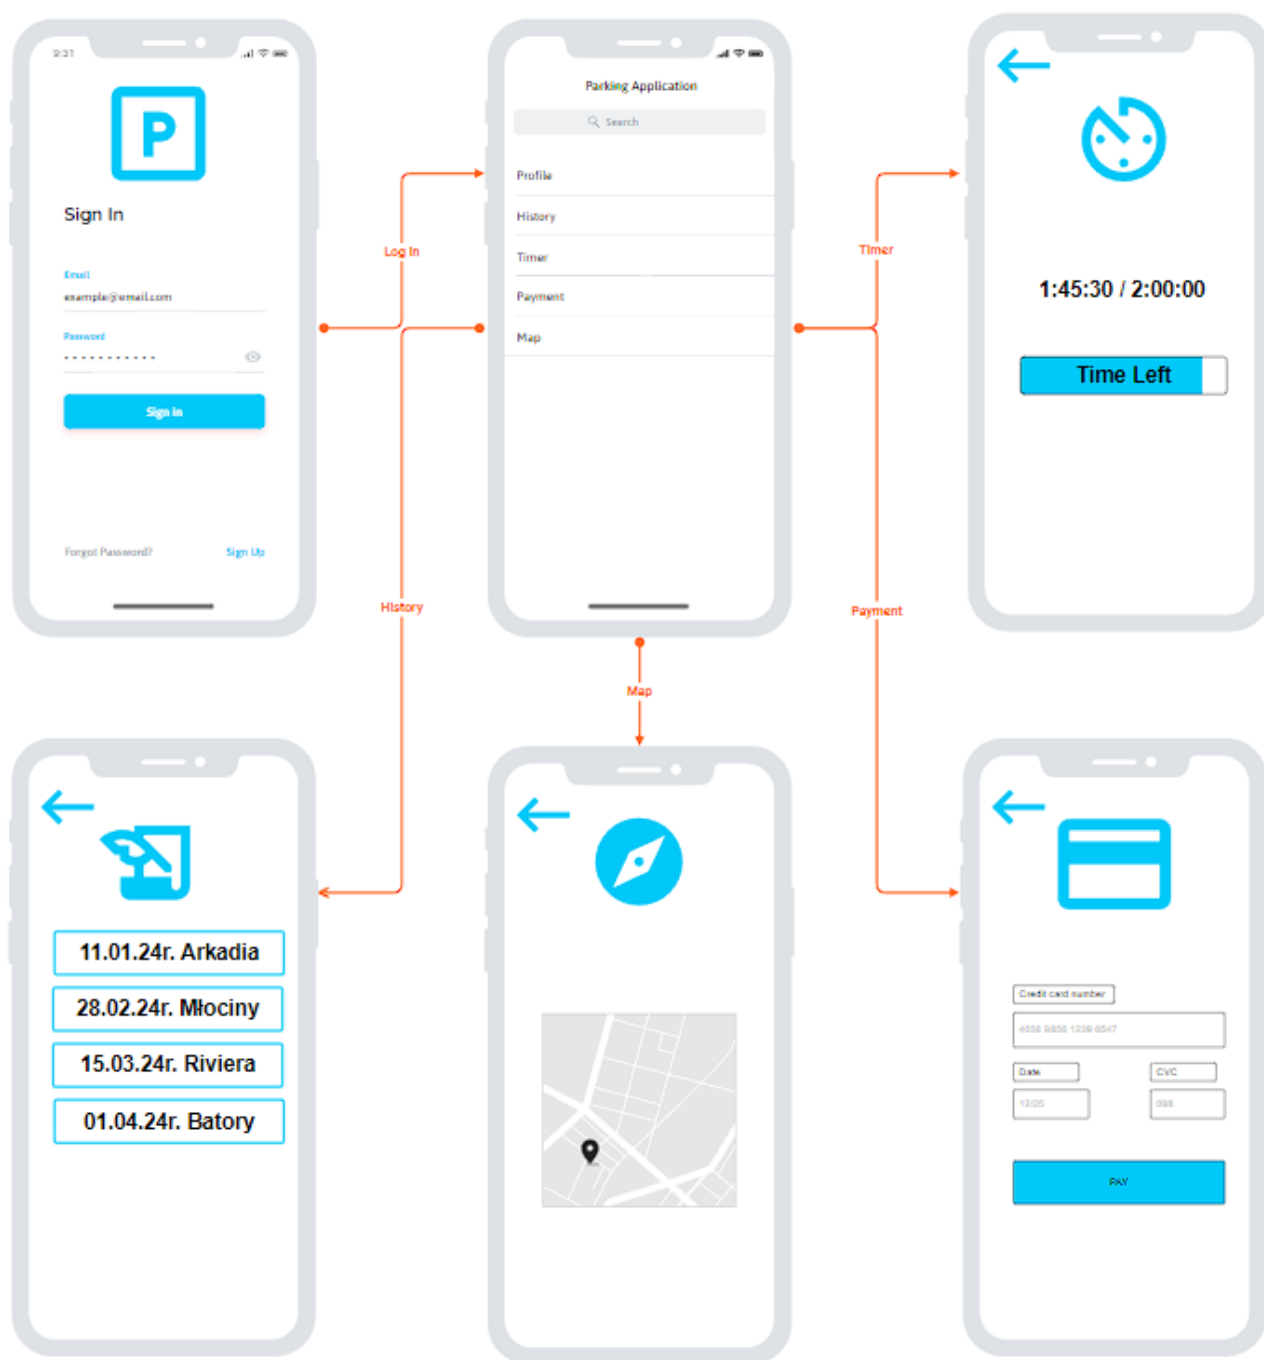 9:31
P
Sign In
Email
example@email.com
Password
Sign in
Forgot Password?
Sign Up
Log In
Parking Application
Search
Profile
History
Timer
Payment
Map
Timer
1:45:30 / 2:00:00
Time Left
History
Map
Payment
11.01.24r. Arkadia
28.02.24r. Młociny
15.03.24r. Riviera
01.04.24r. Batory
Credit card number
Date
CVC
12/25
098
PAY